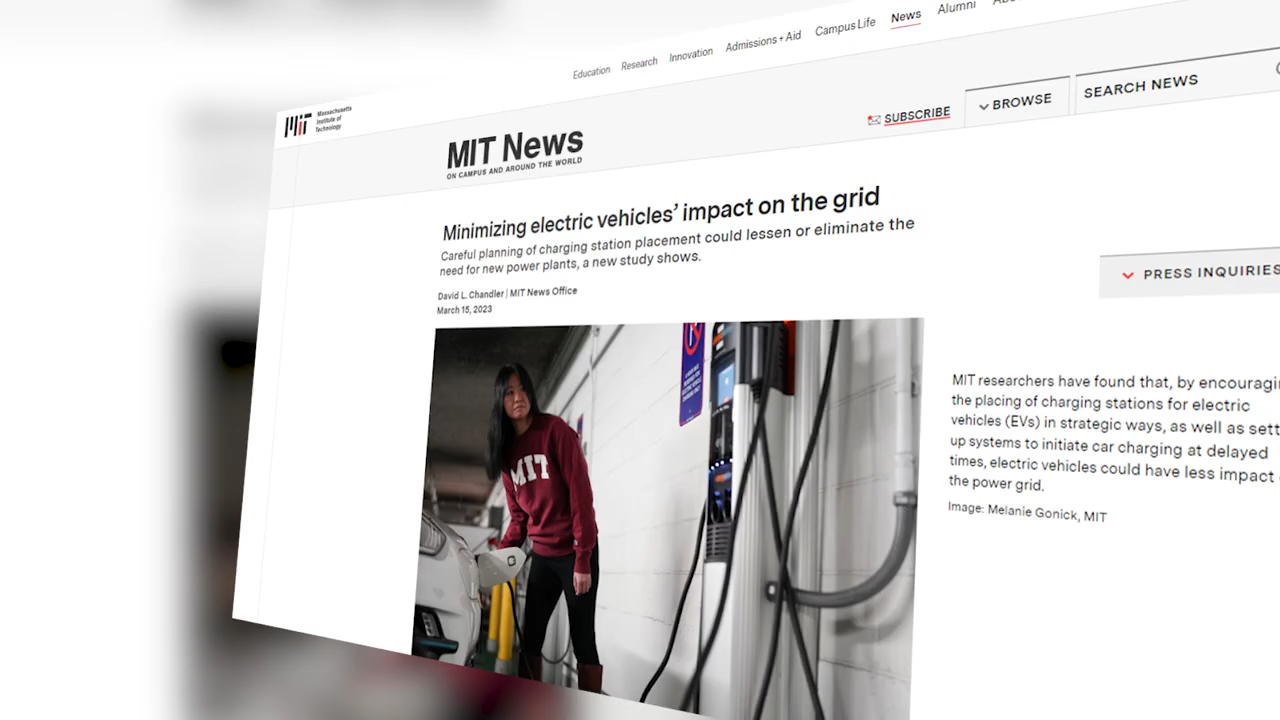 Education Research Innovation Admissions + Aid Campus Life News Alumni
MIT Massachusetts
Institute of
Technology
SUBSCRIBE BROWSE SEARCH NEWS
MIT News
ON CAMPUS AND AROUND THE WORLD
Minimizing electric vehicles’ impact on the grid
Careful planning of charging station placement could lessen or eliminate the
need for new power plants, a new study shows.
David L. Chandler | MIT News Office
March 15, 2023
PRESS INQUIRIES
MIT
MIT researchers have found that, by
the placing of charging stations for electric
vehicles (EVs) in strategic ways, as well as
up systems to initiate car charging at delayed
times, electric vehicles could have less impact
the power grid.
Image: Melanie Gonick, MIT